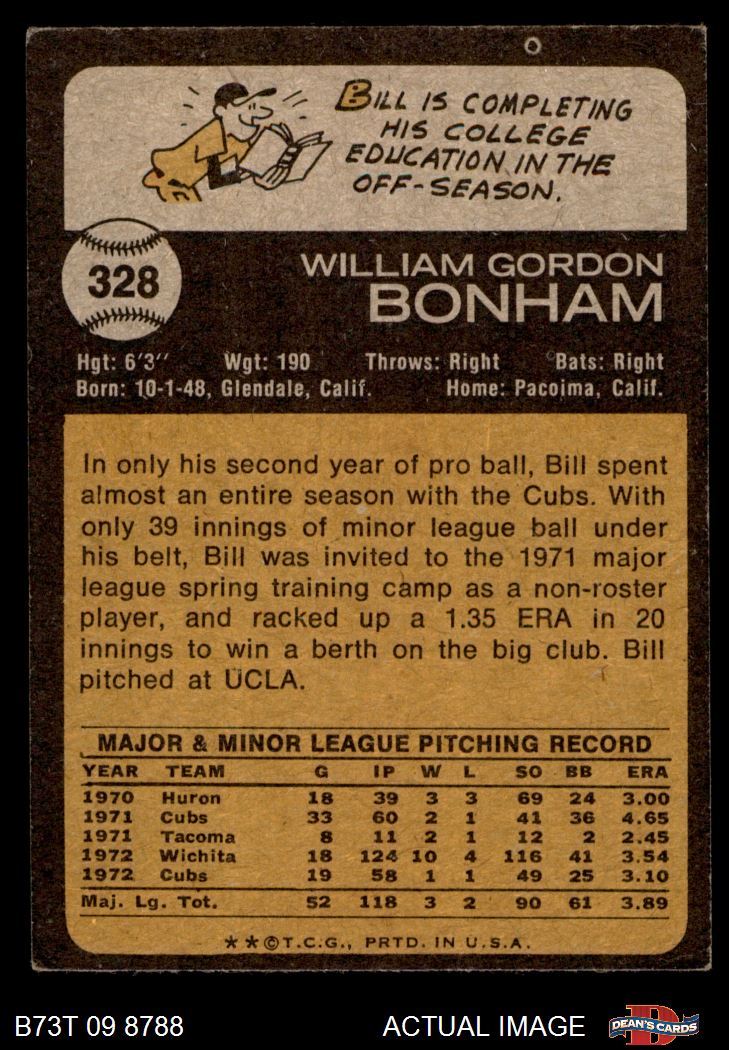 BILL IS COMPLETING
HIS COLLEGE
EDUCATION IN THE
OFF-SEASON.
328
WILLIAM GORDON
BONHAM
Hgt: 6'3" Wgt: 190 Throws: Right Bats: Right
Born: 10-1-48, Glendale, Calif. Home: Pacoima, Calif.
In only his second year of pro ball, Bill spent
almost an entire season with the Cubs. With
only 39 innings of minor league ball under
his belt, Bill was invited to the 1971 major
league spring training camp as a non-roster
player, and racked up a 1.35 ERA in 20
innings to win a berth on the big club. Bill
pitched at UCLA.
MAJOR & MINOR LEAGUE PITCHING RECORD
YEAR TEAM G IP W L SO BB ERA
1970 Huron 18 39 3 3 69 24 3.00
1971 Cubs 33 60 2 1 41 36 4.65
1971 Tacoma 8 11 2 1 12 2 2.45
1972 Wichita 18 124 10 4 116 41 3.54
1972 Cubs 19 58 1 1 49 25 3.10
Maj. Lg. Tot. 52 118 3 2 90 61 3.89
★★©T.C.G., PRTD. IN U.S.A.
B73T 09 8788 ACTUAL IMAGE DEAN'S CARDS